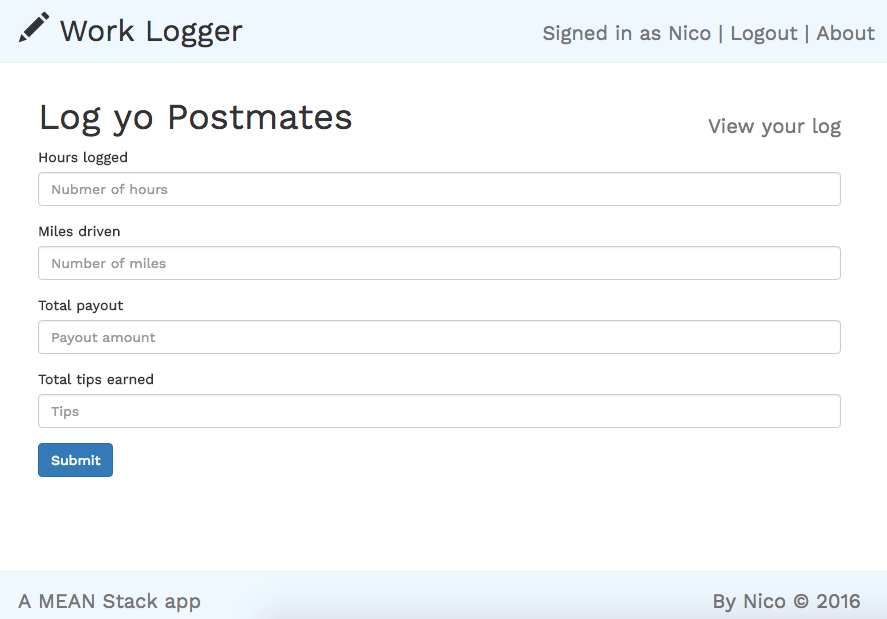 Work Logger
Signed in as Nico | Logout | About
Log yo Postmates
View your log
Hours logged
Nubmer of hours
Miles driven
Number of miles
Total payout
Payout amount
Total tips earned
Tips
Submit
A MEAN Stack app
By Nico © 2016